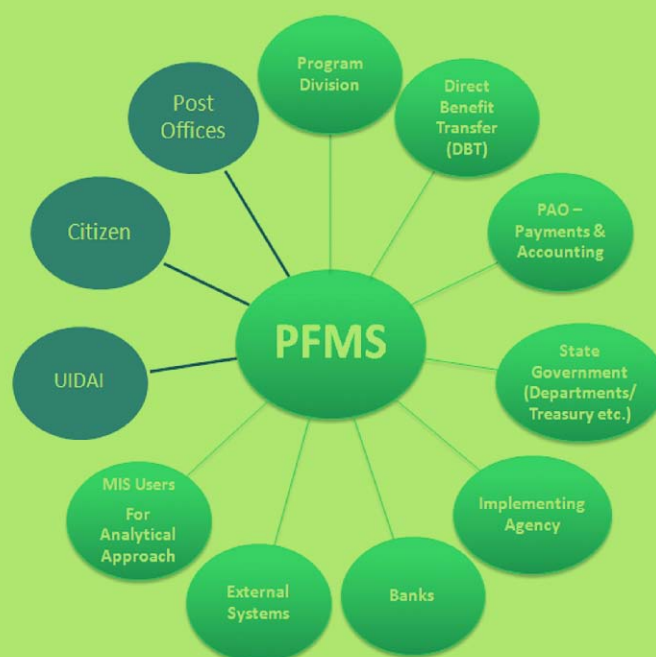 Program
Division
Direct
Benefit
Transfer
(DBT)
PAO –
Payments &
Accounting
State
Government
(Departments/
Treasury etc.)
Implementing
Agency
Banks
External
Systems
MIS Users
For
Analytical
Approach
UIDAI
Citizen
Post
Offices
PFMS